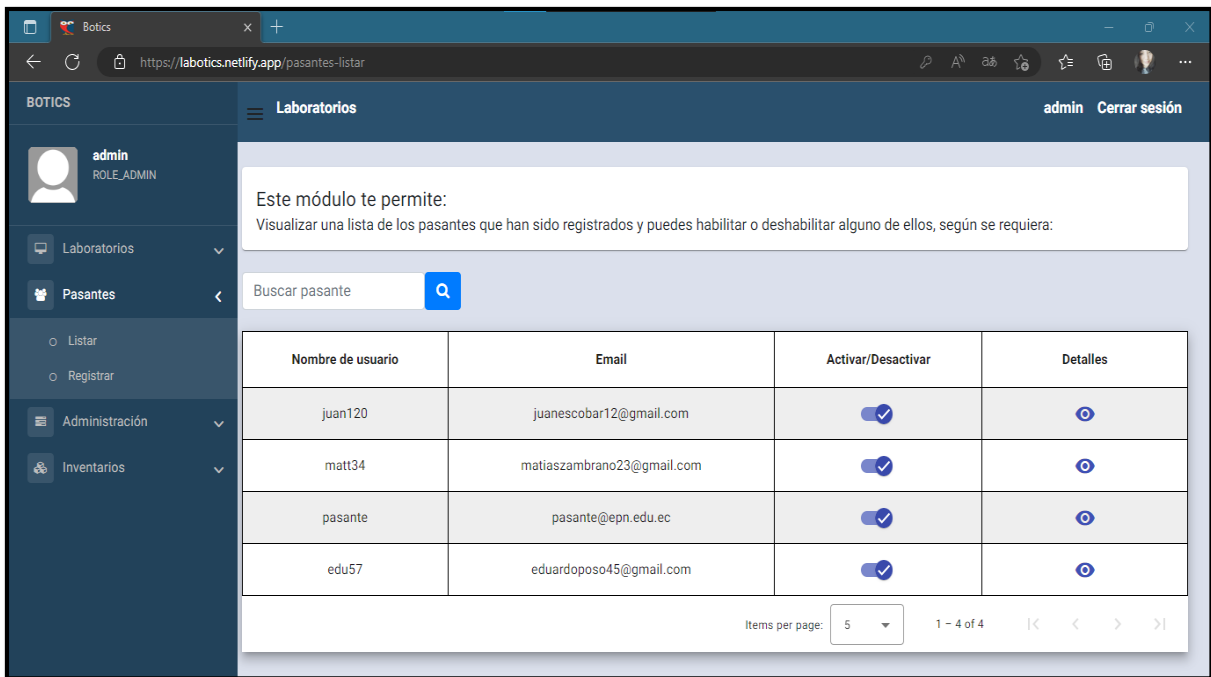 Botics
https://labotics.netlify.app/pasantes-listar
BOTICS
Laboratorios
admin Cerrar sesión
admin
ROLE_ADMIN
Laboratorios
Pasantes
Listar
Registrar
Administración
Inventarios
Este módulo te permite:
Visualizar una lista de los pasantes que han sido registrados y puedes habilitar o deshabilitar alguno de ellos, según se requiera:
Buscar pasante
Nombre de usuario Email Activar/Desactivar Detalles
juan120 juanescobar12@gmail.com
matt34 matiaszambrano23@gmail.com
pasante pasante@epn.edu.ec
edu57 eduardoposo45@gmail.com
Items per page: 5 1 – 4 of 4